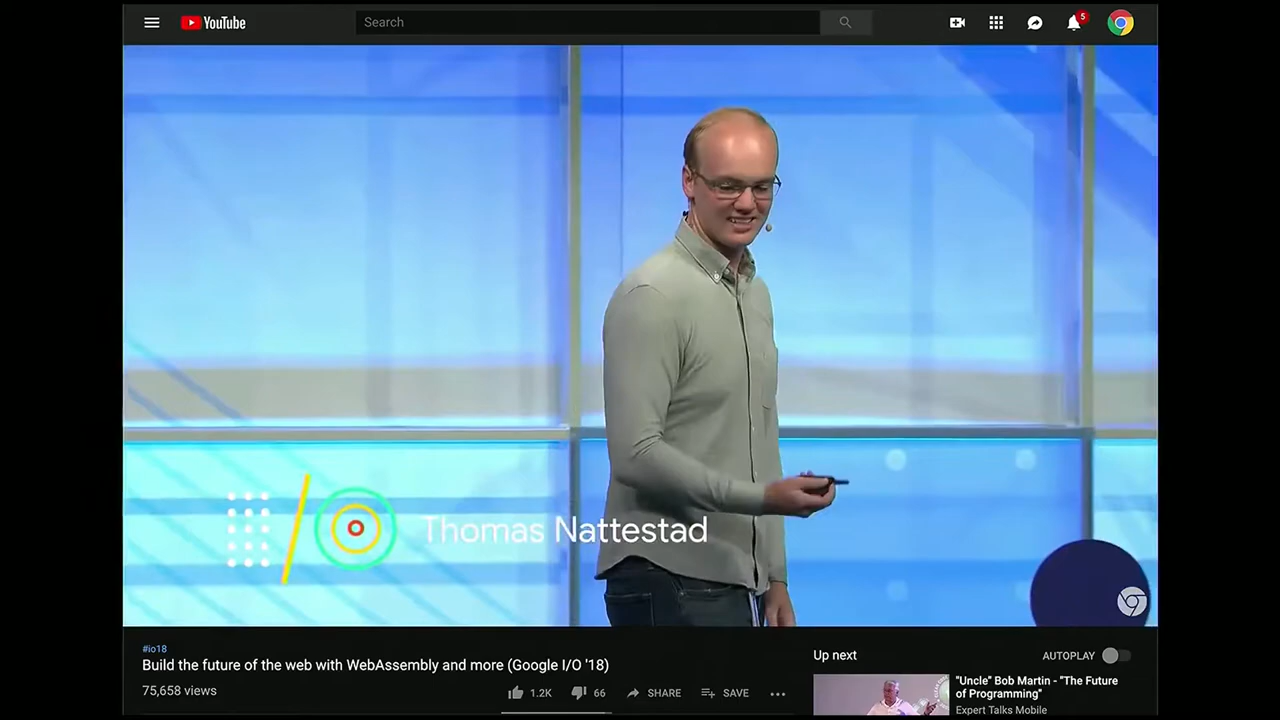 YouTube
Search
5
Thomas Nattestad
#io18
Build the future of the web with WebAssembly and more (Google I/O '18)
75,658 views
1.2K
66
SHARE
SAVE
Up next
AUTOPLAY
"Uncle" Bob Martin - "The Future
of Programming"
Expert Talks Mobile